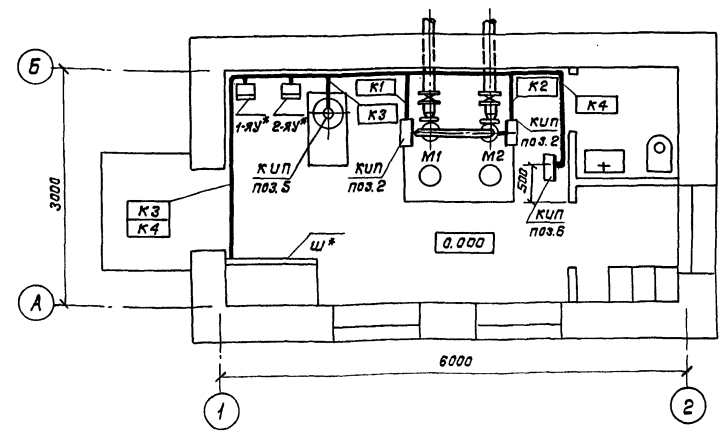 Б
К1
К2
1-ЯУ*
2-ЯУ*
К3
К4
КИП
поз.5
КИП
поз.2
М1
М2
КИП
поз.2
500
КИП
поз.6
3000
К3
К4
Ш*
0.000
А
6000
1
2